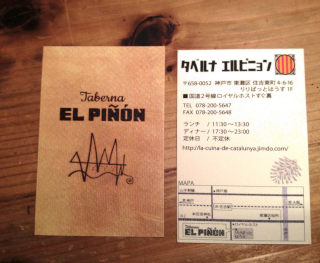 Taberna
EL PIÑÓN
タベルナ エルピニョン
〒658-0052 神戸市 東灘区 住吉東町 4-6-16
りりぱっとはうす 1F
■国道2号線ロイヤルホストすぐ裏
TEL 078-200-5647
FAX 078-200-5648
ランチ / 11:30~13:30
ディナー / 17:30~23:00
定休日 / 不定休
http://la-cuina-de-catalunya.jimdo.com/
MAPA
Taberna
EL PIÑÓN